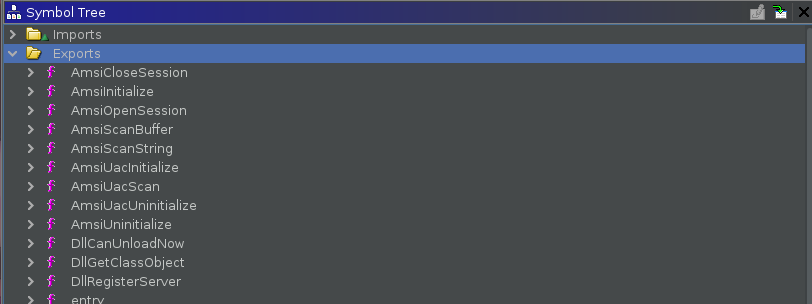 Symbol Tree
Imports
Exports
AmsiCloseSession
AmsiInitialize
AmsiOpenSession
AmsiScanBuffer
AmsiScanString
AmsiUacInitialize
AmsiUacScan
AmsiUacUninitialize
AmsiUninitialize
DllCanUnloadNow
DllGetClassObject
DllRegisterServer
entry